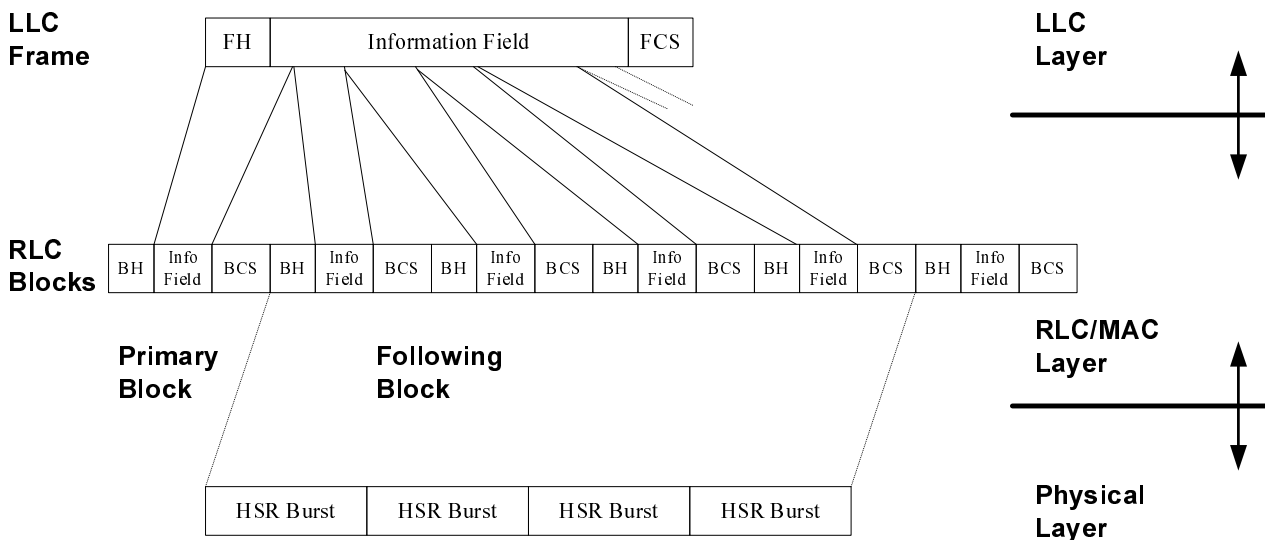 LLC
Frame
FH
Information Field
FCS
LLC
Layer
RLC
Blocks
BH
Info
Field
BCS
BH
Info
Field
BCS
BH
Info
Field
BCS
BH
Info
Field
BCS
BH
Info
Field
BCS
BH
Info
Field
BCS
Primary
Block
Following
Block
RLC/MAC
Layer
HSR Burst
HSR Burst
HSR Burst
HSR Burst
Physical
Layer